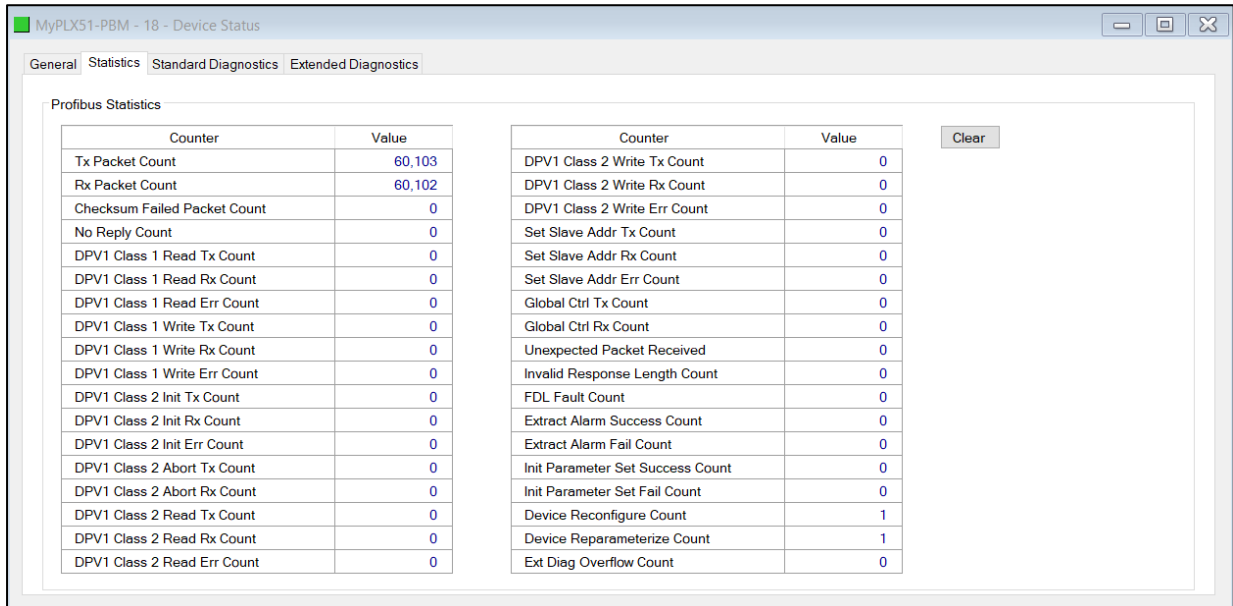 MyPLX51-PBM - 18 - Device Status
General Statistics Standard Diagnostics Extended Diagnostics
Profibus Statistics
Counter Value
Tx Packet Count 60,103
Rx Packet Count 60,102
Checksum Failed Packet Count 0
No Reply Count 0
DPV1 Class 1 Read Tx Count 0
DPV1 Class 1 Read Rx Count 0
DPV1 Class 1 Read Err Count 0
DPV1 Class 1 Write Tx Count 0
DPV1 Class 1 Write Rx Count 0
DPV1 Class 1 Write Err Count 0
DPV1 Class 2 Init Tx Count 0
DPV1 Class 2 Init Rx Count 0
DPV1 Class 2 Init Err Count 0
DPV1 Class 2 Abort Tx Count 0
DPV1 Class 2 Abort Rx Count 0
DPV1 Class 2 Read Tx Count 0
DPV1 Class 2 Read Rx Count 0
DPV1 Class 2 Read Err Count 0
Counter Value
DPV1 Class 2 Write Tx Count 0
DPV1 Class 2 Write Rx Count 0
DPV1 Class 2 Write Err Count 0
Set Slave Addr Tx Count 0
Set Slave Addr Rx Count 0
Set Slave Addr Err Count 0
Global Ctrl Tx Count 0
Global Ctrl Rx Count 0
Unexpected Packet Received 0
Invalid Response Length Count 0
FDL Fault Count 0
Extract Alarm Success Count 0
Extract Alarm Fail Count 0
Init Parameter Set Success Count 0
Init Parameter Set Fail Count 0
Device Reconfigure Count 1
Device Reparameterize Count 1
Ext Diag Overflow Count 0
Clear